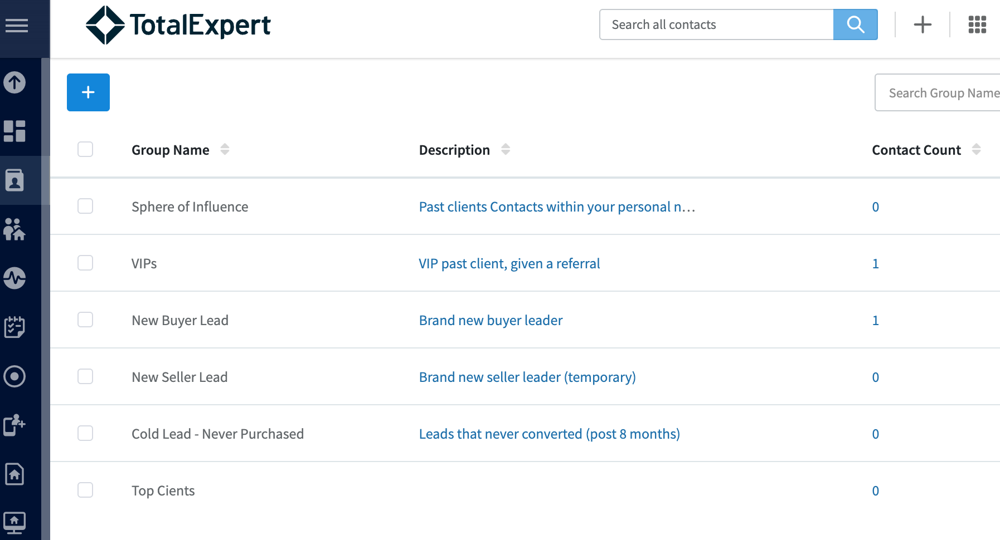 TotalExpert
Search all contacts
Search Group Name
Group Name Description Contact Count
Sphere of Influence Past clients Contacts within your personal n... 0
VIPs VIP past client, given a referral 1
New Buyer Lead Brand new buyer leader 1
New Seller Lead Brand new seller leader (temporary) 0
Cold Lead - Never Purchased Leads that never converted (post 8 months) 0
Top Cients 0